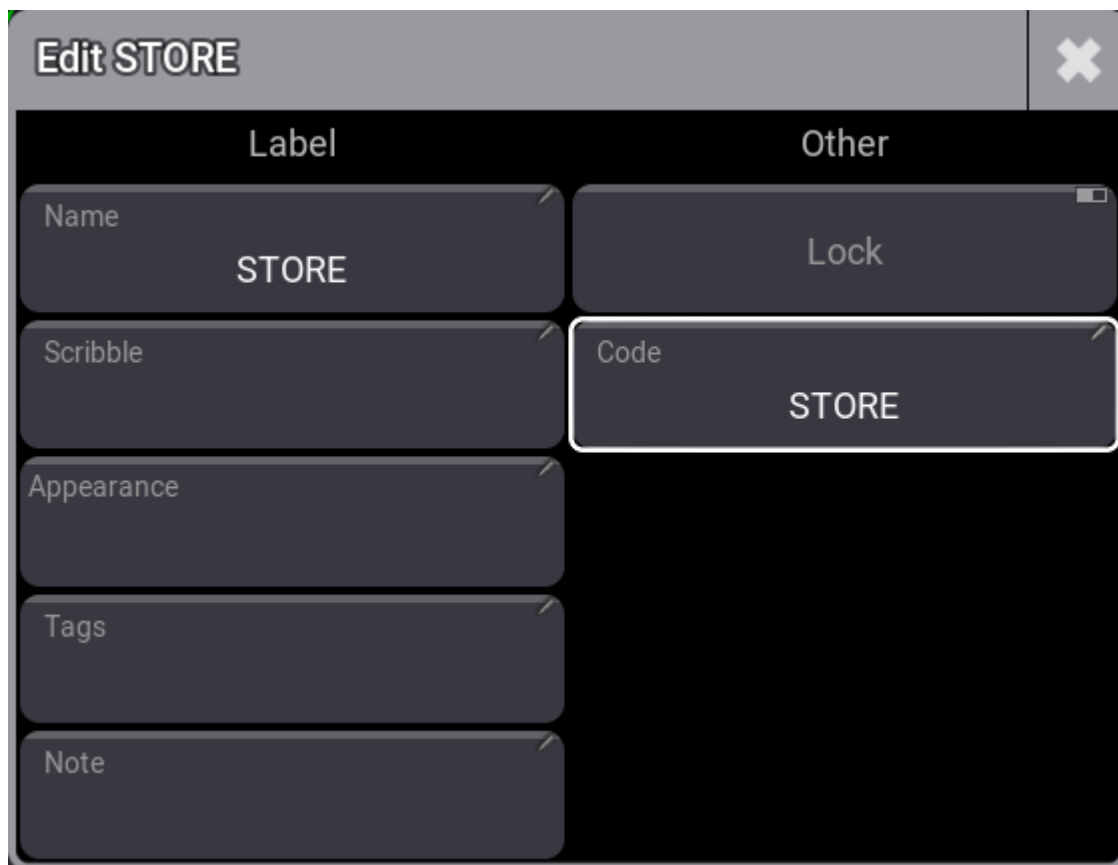 Edit STORE
Label
Other
Name
STORE
Lock
Scribble
Code
STORE
Appearance
Tags
Note